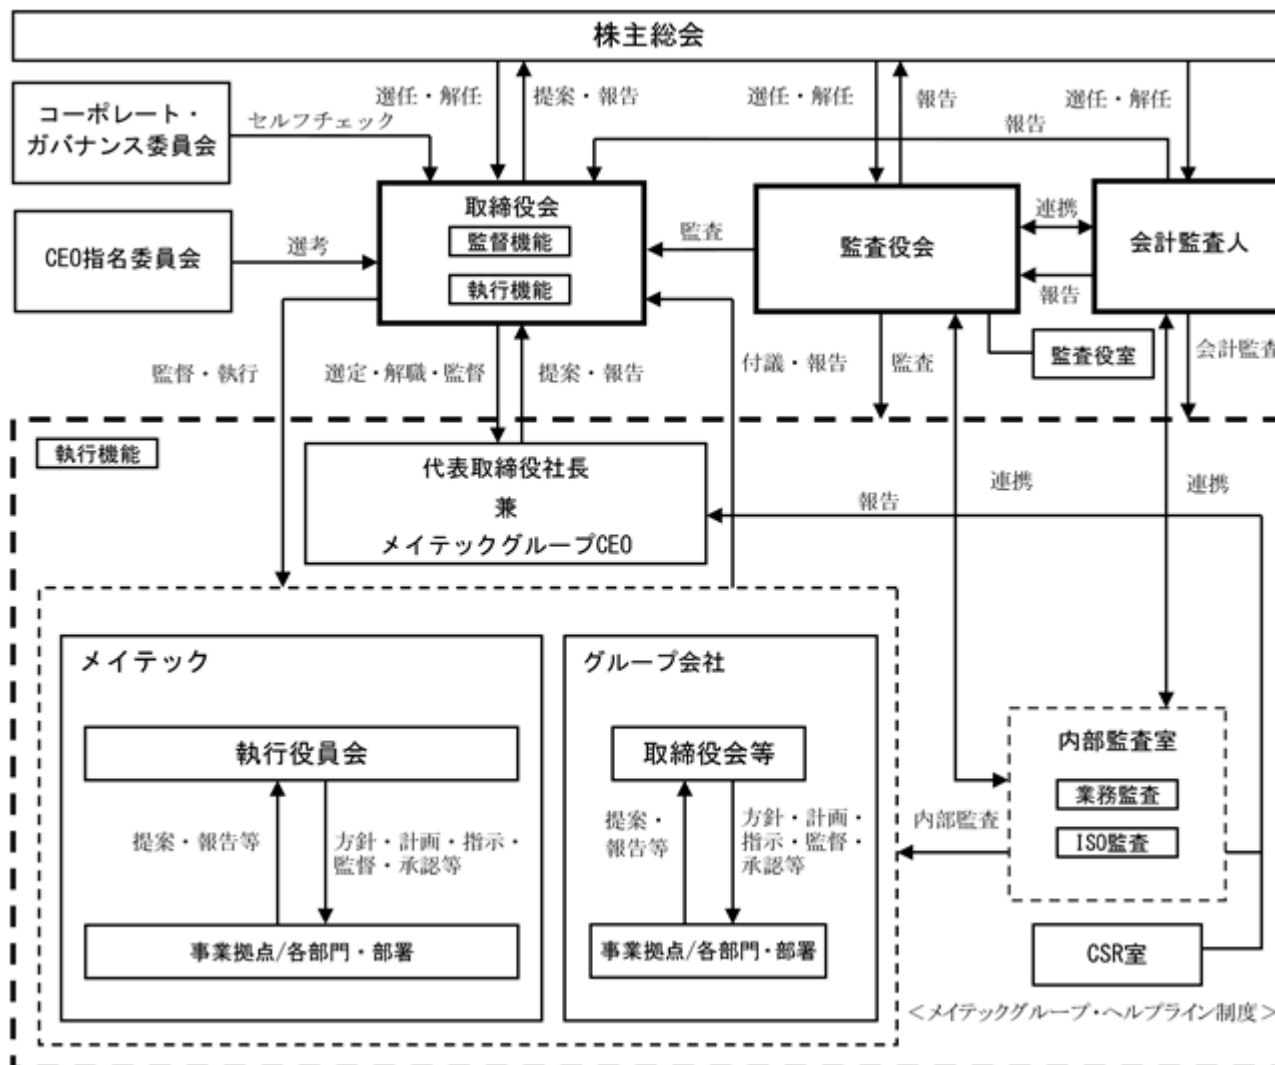 株主総会
選任・解任
提案・報告
選任・解任
報告
選任・解任
コーポレート・
ガバナンス委員会
セルフチェック
報告
取締役会
監督機能
執行機能
監査
監査役会
連携
報告
会計監査人
CEO指名委員会
選考
監査役室
監督・執行
選定・解職・監督
提案・報告
付議・報告
監査
会計監査
執行機能
代表取締役社長
兼
メイテックグループCEO
報告
連携
連携
メイテック
執行役員会
提案・報告等
方針・計画・指示・
監督・承認等
事業拠点/各部門・部署
グループ会社
取締役会等
提案・
報告等
方針・計画・
指示・監督・
承認等
事業拠点/各部門・部署
内部監査
内部監査室
業務監査
ISO監査
CSR室
＜メイテックグループ・ヘルプライン制度＞